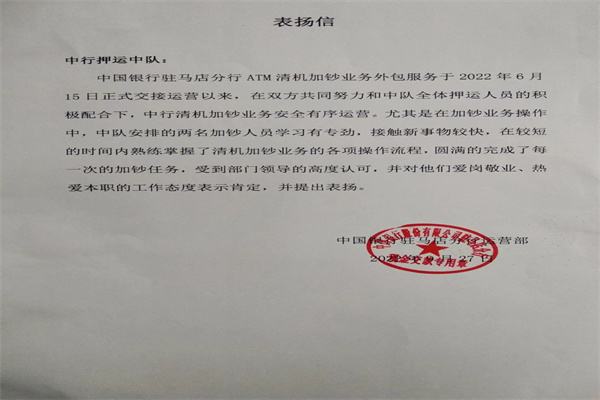 表扬信
中行押运中队：
中国银行驻马店分行 ATM 清机加钞业务外包服务于 2022 年 6 月
15 日正式交接运营以来，在双方共同努力和中队全体押运人员的积
极配合下，中行清机加钞业务安全有序运营。尤其是在加钞业务操作
中，中队安排的两名加钞人员学习有专劲，接触新事物较快，在较短
的时间内熟练掌握了清机加钞业务的各项操作流程，圆满的完成了每
一次的加钞任务，受到部门领导的高度认可，并对他们爱岗敬业、热
爱本职的工作态度表示肯定，并提出表扬。
中国银行驻马店分行运营部
2022 年 9 月 27 日